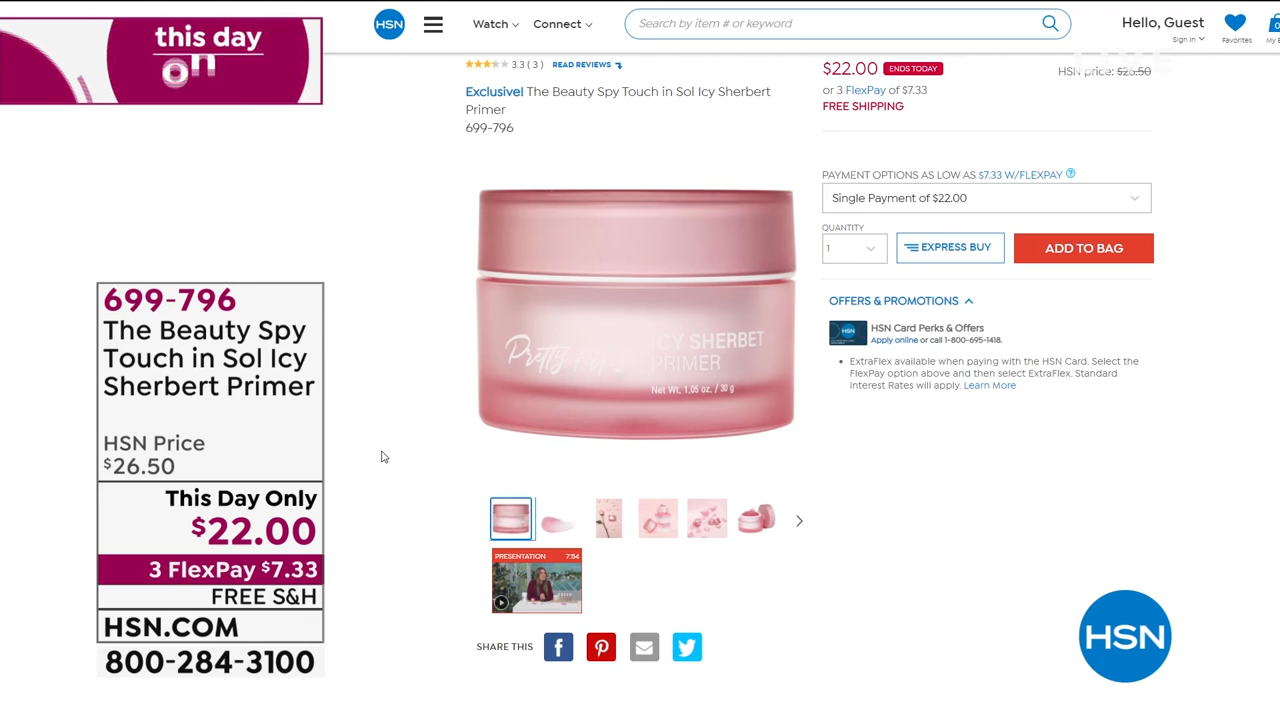 this day
on
HSN
Watch
Connect
Search by item # or keyword
Hello, Guest
Sign In
Favorites
0
3.3 ( 3 ) READ REVIEWS
Exclusive! The Beauty Spy Touch in Sol Icy Sherbert
Primer
699-796
$22.00 ENDS TODAY
HSN price: $26.50
or 3 FlexPay of $7.33
FREE SHIPPING
PAYMENT OPTIONS AS LOW AS $7.33 W/FLEXPAY ?
Single Payment of $22.00
QUANTITY
1
EXPRESS BUY
ADD TO BAG
OFFERS & PROMOTIONS
HSN
HSN Card Perks & Offers
Apply online or call 1-800-695-1418.
ExtraFlex available when paying with the HSN Card. Select the
FlexPay option above and then select ExtraFlex. Standard
Interest Rates will apply. Learn More
Pretty
ICY SHERBET
PRIMER
Net Wt. 1.05 oz. / 30 g
PRESENTATION 7:54
SHARE THIS
699-796
The Beauty Spy
Touch in Sol Icy
Sherbert Primer
HSN Price
$26.50
This Day Only
$22.00
3 FlexPay $7.33
FREE S&H
HSN.COM
800-284-3100
HSN